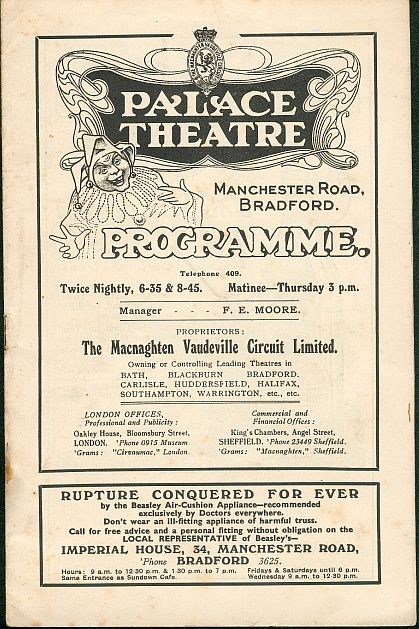 PALACE
THEATRE
MANCHESTER ROAD,
BRADFORD.
PROGRAMME.
Telephone 409.
Twice Nightly, 6-35 & 8-45. Matinee—Thursday 3 p.m.
Manager - - - F. E. MOORE.
PROPRIETORS:
The Macnaghten Vaudeville Circuit Limited.
Owning or Controlling Leading Theatres in
BATH, BLACKBURN BRADFORD.
CARLISLE, HUDDERSFIELD, HALIFAX,
SOUTHAMPTON, WARRINGTON, etc., etc.
LONDON OFFICES,
Professional and Publicity:
Oakley House, Bloomsbury Street,
LONDON. 'Phone 0915 Museum
'Grams: "Cirvaumac," London.
Commercial and
Financial Offices:
King's Chambers, Angel Street,
SHEFFIELD. 'Phone 23449 Sheffield.
'Grams: "Macnaghten," Sheffield.
RUPTURE CONQUERED FOR EVER
by the Beasley Air-Cushion Appliance—recommended
exclusively by Doctors everywhere.
Don't wear an ill-fitting appliance of harmful truss.
Call for free advice and a personal fitting without obligation on the
LOCAL REPRESENTATIVE of Beasley's—
IMPERIAL HOUSE, 34, MANCHESTER ROAD,
'Phone BRADFORD 3625.
Hours: 9 a.m. to 12-30 p.m. & 1-30 p.m. to 7 p.m. Fridays & Saturdays until 6 p.m.
Same Entrance as Sundown Cafe. Wednesday 9 a.m. to 12-30 p.m.